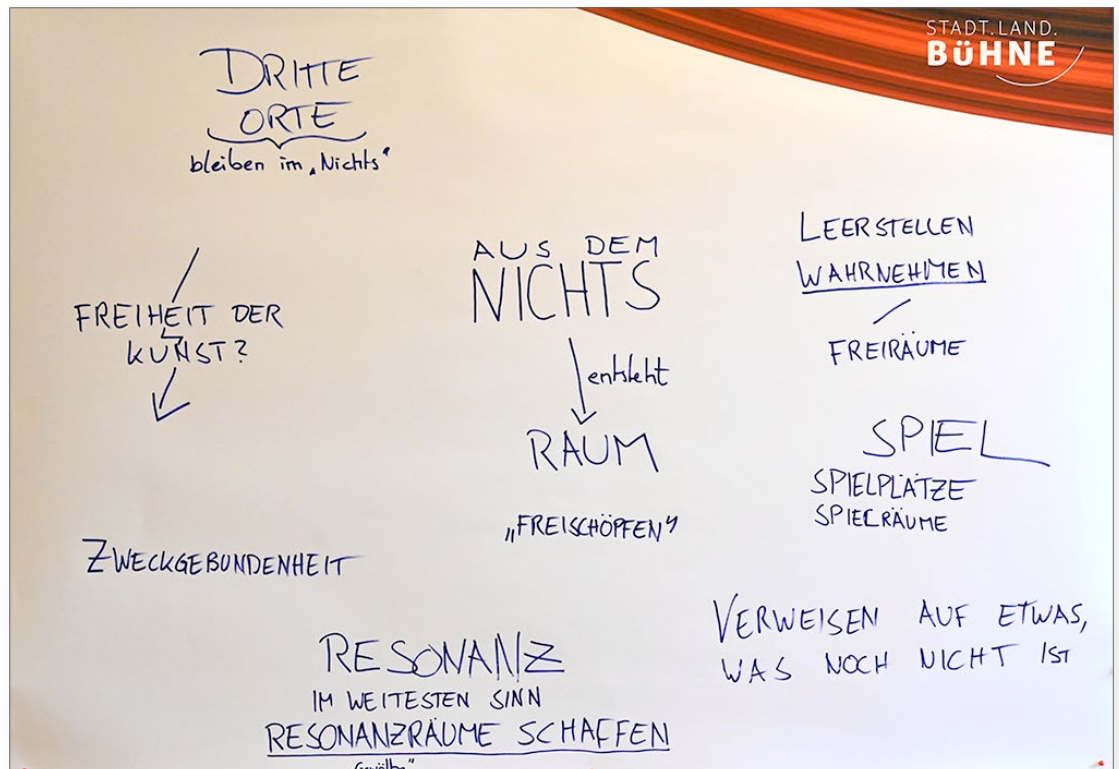 STADT.LAND.
BÜHNE
DRITTE
ORTE
bleiben im „Nichts“
FREIHEIT DER
KUNST?
ZWECKGEBUNDENHEIT
AUS DEM
NICHTS
entsteht
RAUM
„FREISCHÖPFEN“
RESONANZ
IM WEITESTEN SINN
RESONANZRÄUME SCHAFFEN
LEERSTELLEN
WAHRNEHMEN
FREIRÄUME
SPIEL
SPIELPLÄTZE
SPIELRÄUME
VERWEISEN AUF ETWAS,
WAS NOCH NICHT IST